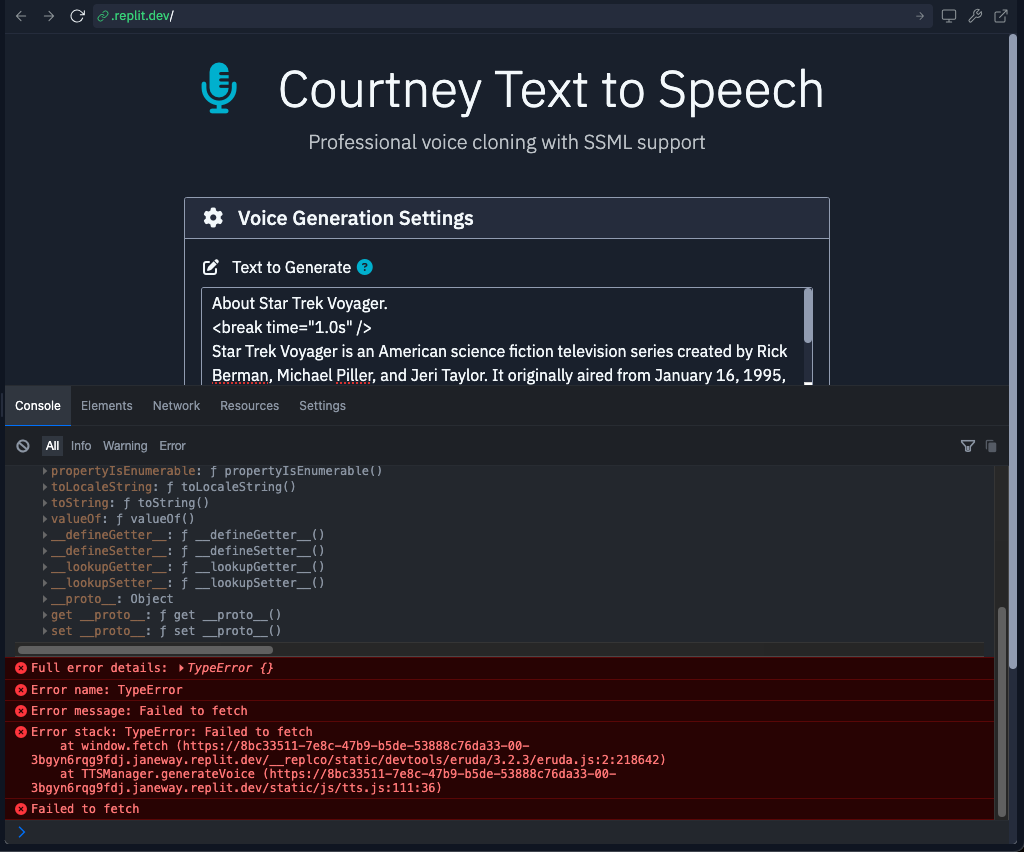 .replit.dev/
Courtney Text to Speech
Professional voice cloning with SSML support
Voice Generation Settings
Text to Generate ?
About Star Trek Voyager.
<break time="1.0s" />
Star Trek Voyager is an American science fiction television series created by Rick
Berman, Michael Piller, and Jeri Taylor. It originally aired from January 16, 1995,
Console Elements Network Resources Settings
All Info Warning Error
propertyIsEnumerable: ƒ propertyIsEnumerable()
toLocaleString: ƒ toLocaleString()
toString: ƒ toString()
valueOf: ƒ valueOf()
__defineGetter__: ƒ __defineGetter__()
__defineSetter__: ƒ __defineSetter__()
__lookupGetter__: ƒ __lookupGetter__()
__lookupSetter__: ƒ __lookupSetter__()
__proto__: Object
get __proto__: ƒ get __proto__()
set __proto__: ƒ set __proto__()
Full error details: TypeError {}
Error name: TypeError
Error message: Failed to fetch
Error stack: TypeError: Failed to fetch
at window.fetch (https://8bc33511-7e8c-47b9-b5de-53888c76da33-00-
3bgyn6rqg9fdj.janeway.replit.dev/__replco/static/devtools/eruda/3.2.3/eruda.js:2:218642)
at TTSManager.generateVoice (https://8bc33511-7e8c-47b9-b5de-53888c76da33-00-
3bgyn6rqg9fdj.janeway.replit.dev/static/js/tts.js:111:36)
Failed to fetch